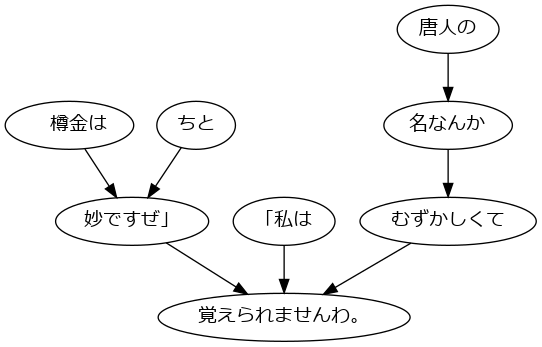 唐人の
樽金は
ちと
名なんか
妙ですぜ」
「私は
むずかしくて
覚えられませんわ。